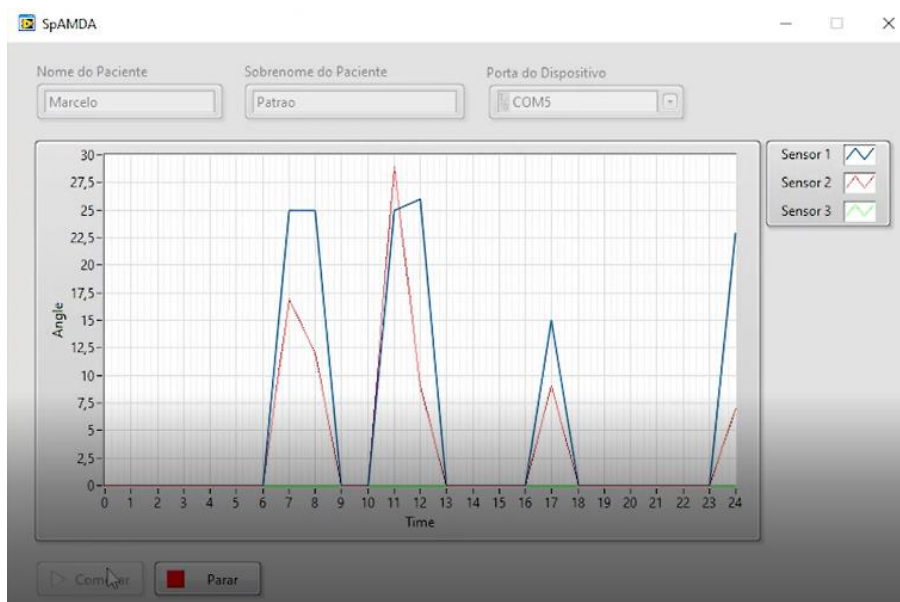 SpAMDA
Nome do Paciente Sobrenome do Paciente Porta do Dispositivo
Marcelo Patrao COM5
30
27,5
25
22,5
20
17,5
15
12,5
10
7,5
5
2,5
0
Angle
0 1 2 3 4 5 6 7 8 9 10 11 12 13 14 15 16 17 18 19 20 21 22 23 24
Time
Sensor 1
Sensor 2
Sensor 3
Parar